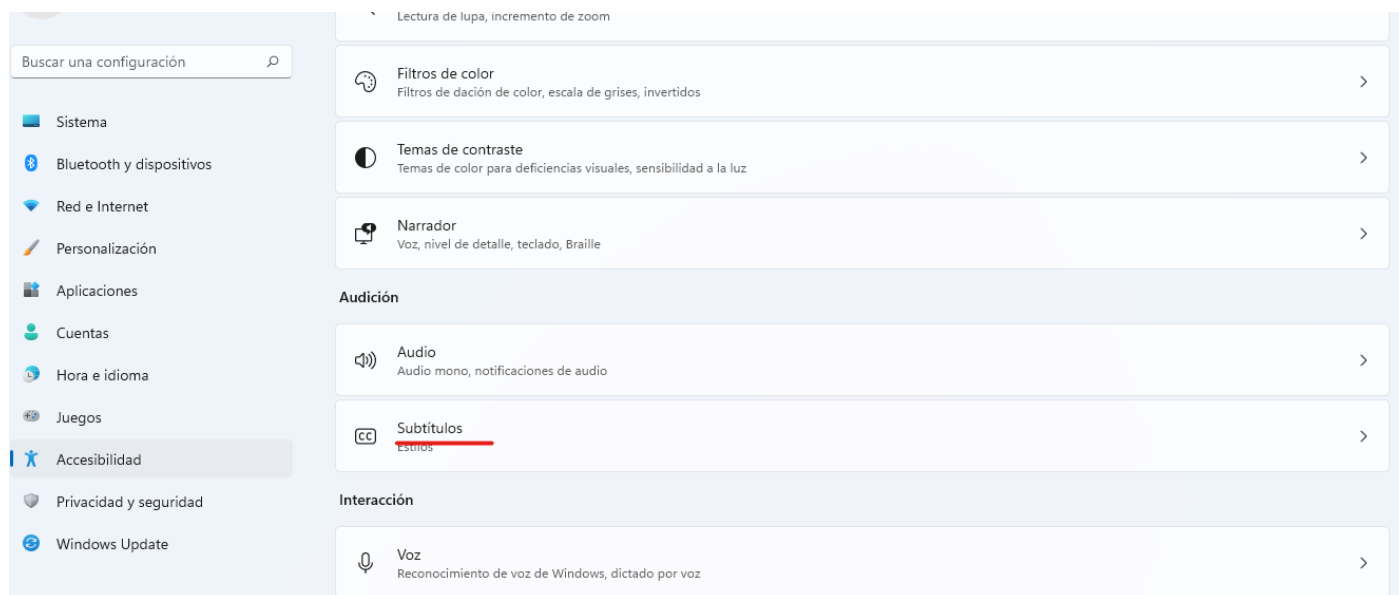 Lectura de lupa, incremento de zoom
Buscar una configuración
Sistema
Bluetooth y dispositivos
Red e Internet
Personalización
Aplicaciones
Cuentas
Hora e idioma
Juegos
Accesibilidad
Privacidad y seguridad
Windows Update
Filtros de color
Filtros de dación de color, escala de grises, invertidos
Temas de contraste
Temas de color para deficiencias visuales, sensibilidad a la luz
Narrador
Voz, nivel de detalle, teclado, Braille
Audición
Audio
Audio mono, notificaciones de audio
CC
Subtítulos
Estilos
Interacción
Voz
Reconocimiento de voz de Windows, dictado por voz